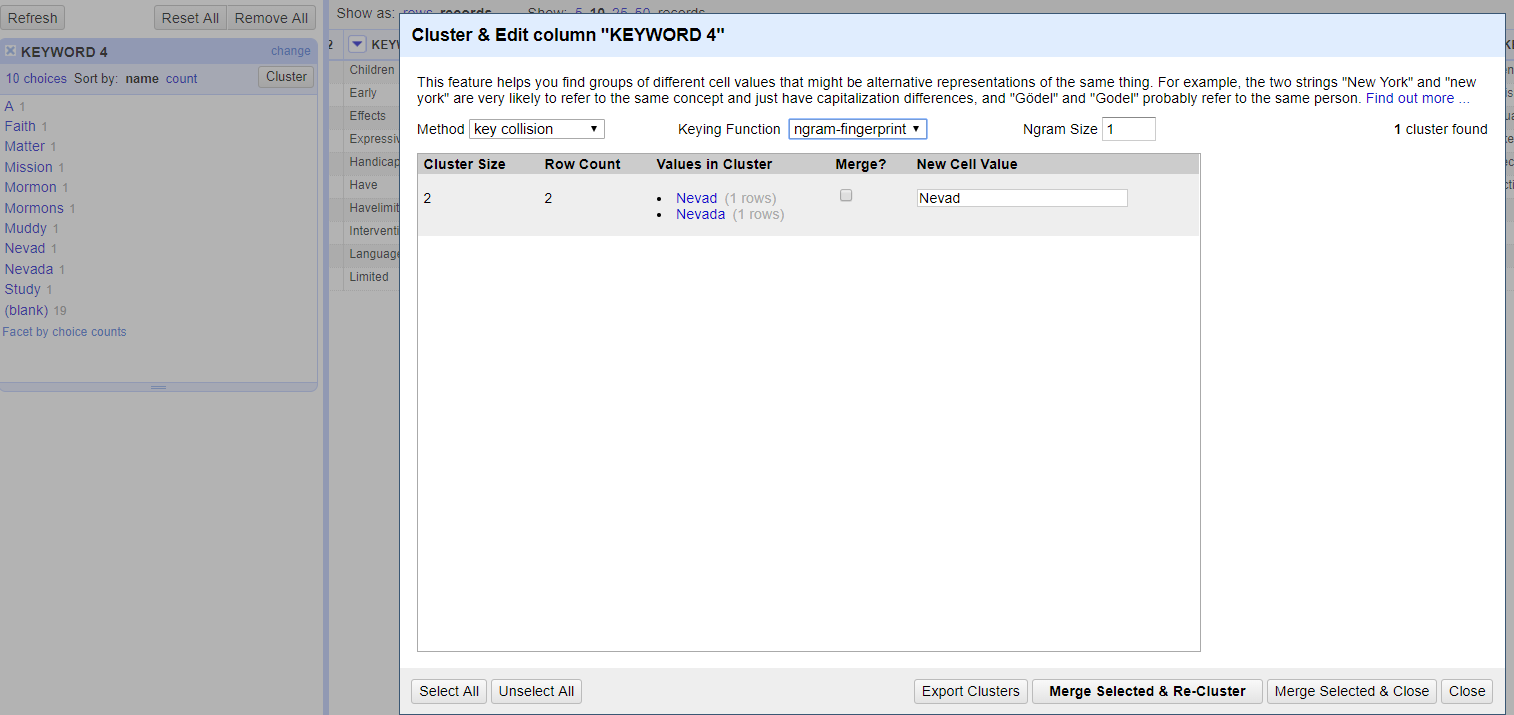 Refresh Reset All Remove All
KEYWORD 4 change
10 choices Sort by: name count Cluster
A 1
Faith 1
Matter 1
Mission 1
Mormon 1
Mormons 1
Muddy 1
Nevad 1
Nevada 1
Study 1
(blank) 19
Facet by choice counts
Show as: rows records Show: 5 10 25 50 records
2 KEYW
Children
Early
Effects
Expressiv
Handicap
Have
Havelimit
Interventi
Language
Limited
Cluster & Edit column "KEYWORD 4"
This feature helps you find groups of different cell values that might be alternative representations of the same thing. For example, the two strings "New York" and "new
york" are very likely to refer to the same concept and just have capitalization differences, and "Gödel" and "Godel" probably refer to the same person. Find out more ...
Method key collision Keying Function ngram-fingerprint Ngram Size 1 1 cluster found
Cluster Size Row Count Values in Cluster Merge? New Cell Value
2 2 • Nevad (1 rows) Nevad
• Nevada (1 rows)
Select All Unselect All Export Clusters Merge Selected & Re-Cluster Merge Selected & Close Close